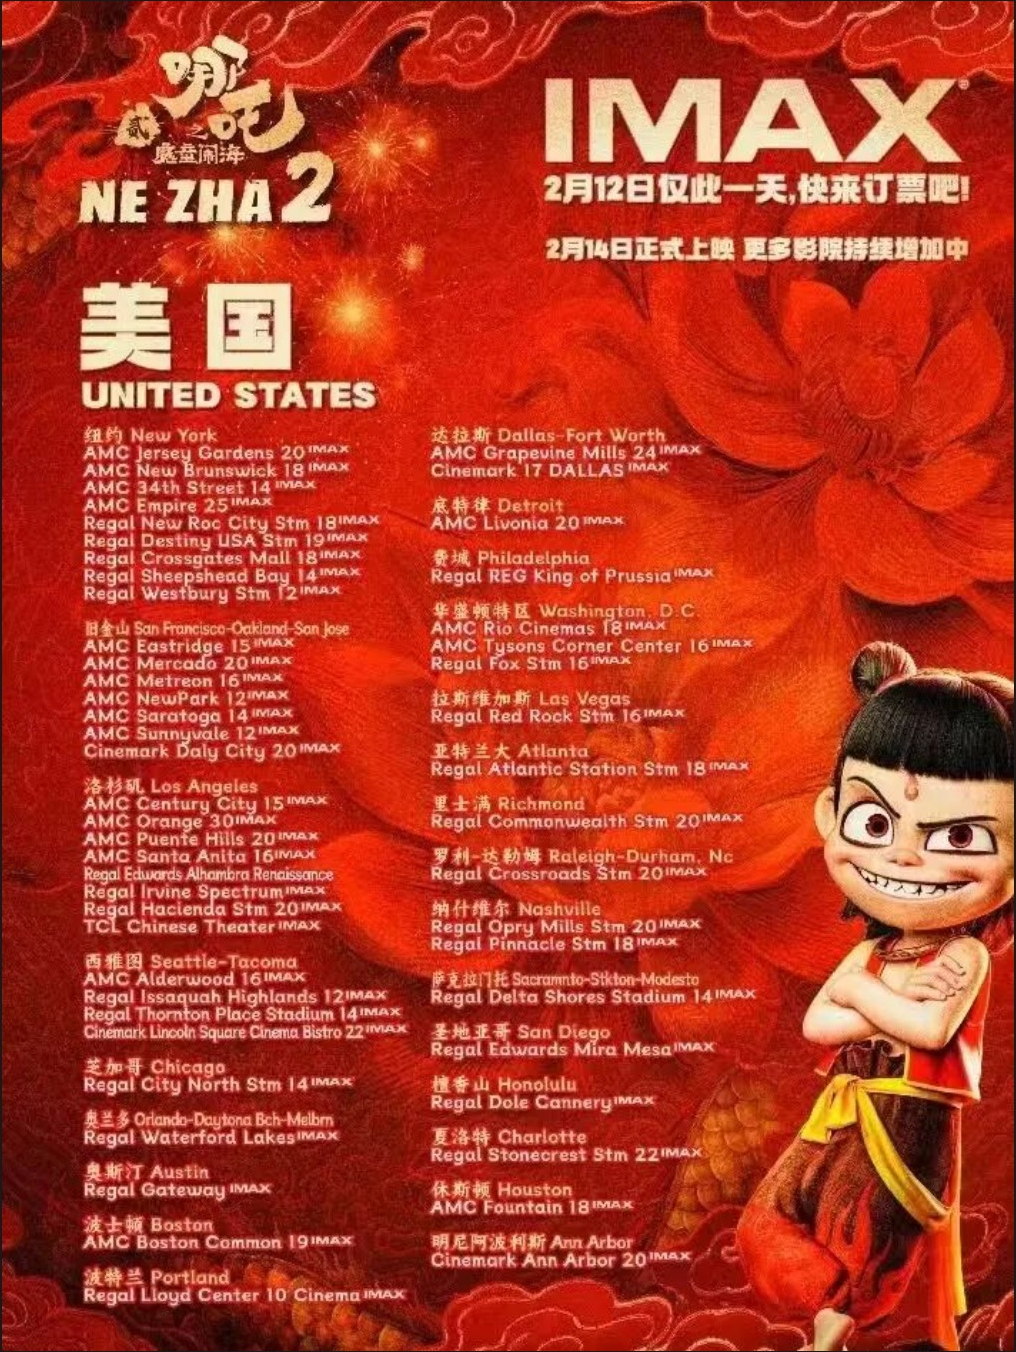 哪吒
贰
之
魔童闹海
NE ZHA 2
IMAX®
2月12日仅此一天,快来订票吧!
2月14日正式上映 更多影院持续增加中
美国
UNITED STATES
纽约 New York
AMC Jersey Gardens 20 IMAX
AMC New Brunswick 18 IMAX
AMC 34th Street 14 IMAX
AMC Empire 25 IMAX
Regal New Roc City Stm 18 IMAX
Regal Destiny USA Stm 19 IMAX
Regal Crossgates Mall 18 IMAX
Regal Sheepshead Bay 14 IMAX
Regal Westbury Stm 12 IMAX
旧金山 San Francisco-Oakland-San Jose
AMC Eastridge 15 IMAX
AMC Mercado 20 IMAX
AMC Metreon 16 IMAX
AMC NewPark 12 IMAX
AMC Saratoga 14 IMAX
AMC Sunnyvale 12 IMAX
Cinemark Daly City 20 IMAX
洛杉矶 Los Angeles
AMC Century City 15 IMAX
AMC Orange 30 IMAX
AMC Puente Hills 20 IMAX
AMC Santa Anita 16 IMAX
Regal Edwards Alhambra Renaissance
Regal Irvine Spectrum IMAX
Regal Hacienda Stm 20 IMAX
TCL Chinese Theater IMAX
西雅图 Seattle-Tacoma
AMC Alderwood 16 IMAX
Regal Issaquah Highlands 12 IMAX
Regal Thornton Place Stadium 14 IMAX
Cinemark Lincoln Square Cinema Bistro 22 IMAX
芝加哥 Chicago
Regal City North Stm 14 IMAX
奥兰多 Orlando-Daytona Bch-Melbrn
Regal Waterford Lakes IMAX
奥斯汀 Austin
Regal Gateway IMAX
波士顿 Boston
AMC Boston Common 19 IMAX
波特兰 Portland
Regal Lloyd Center 10 Cinema IMAX
达拉斯 Dallas-Fort Worth
AMC Grapevine Mills 24 IMAX
Cinemark 17 DALLAS IMAX
底特律 Detroit
AMC Livonia 20 IMAX
费城 Philadelphia
Regal REG King of Prussia IMAX
华盛顿特区 Washington, D.C.
AMC Rio Cinemas 18 IMAX
AMC Tysons Corner Center 16 IMAX
Regal Fox Stm 16 IMAX
拉斯维加斯 Las Vegas
Regal Red Rock Stm 16 IMAX
亚特兰大 Atlanta
Regal Atlantic Station Stm 18 IMAX
里士满 Richmond
Regal Commonwealth Stm 20 IMAX
罗利-达勒姆 Raleigh-Durham, Nc
Regal Crossroads Stm 20 IMAX
纳什维尔 Nashville
Regal Opry Mills Stm 20 IMAX
Regal Pinnacle Stm 18 IMAX
萨克拉门托 Sacramnto-Stkton-Modesto
Regal Delta Shores Stadium 14 IMAX
圣地亚哥 San Diego
Regal Edwards Mira Mesa IMAX
檀香山 Honolulu
Regal Dole Cannery IMAX
夏洛特 Charlotte
Regal Stonecrest Stm 22 IMAX
休斯顿 Houston
AMC Fountain 18 IMAX
明尼阿波利斯 Ann Arbor
Cinemark Ann Arbor 20 IMAX